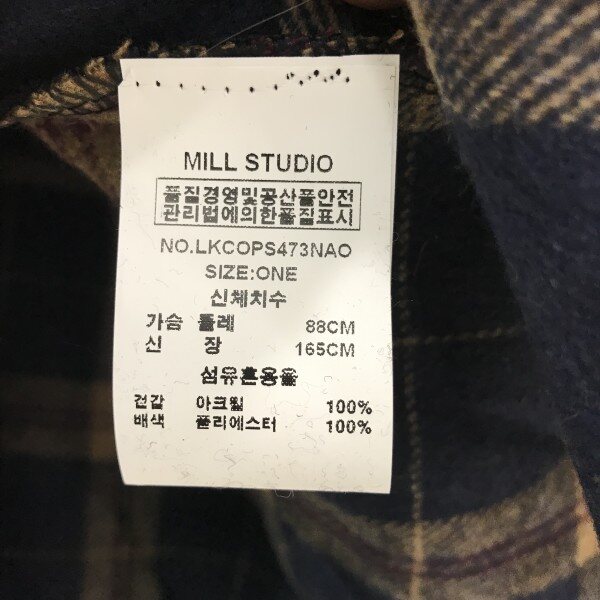 MILL STUDIO
품질경영및공산품안전
관리법에의한품질표시
NO.LKCOPS473NAO
SIZE:ONE
신체치수
가슴 둘레 88CM
신 장 165CM
섬유혼용율
겉감 아크릴 100%
배색 폴리에스터 100%